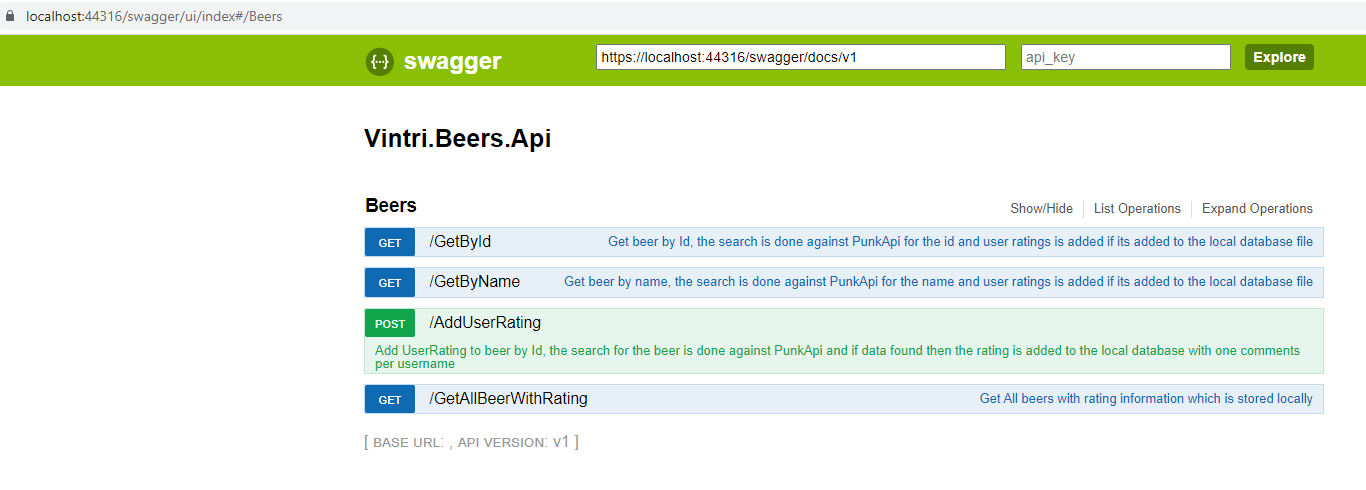 localhost:44316/swagger/ui/index#/Beers
{··} swagger https://localhost:44316/swagger/docs/v1 api_key Explore
Vintri.Beers.Api
Beers Show/Hide List Operations Expand Operations
GET /GetById Get beer by Id, the search is done against PunkApi for the id and user ratings is added if its added to the local database file
GET /GetByName Get beer by name, the search is done against PunkApi for the name and user ratings is added if its added to the local database file
POST /AddUserRating
Add UserRating to beer by Id, the search for the beer is done against PunkApi and if data found then the rating is added to the local database with one comments
per username
GET /GetAllBeerWithRating Get All beers with rating information which is stored locally
[ BASE URL: , API VERSION: v1 ]